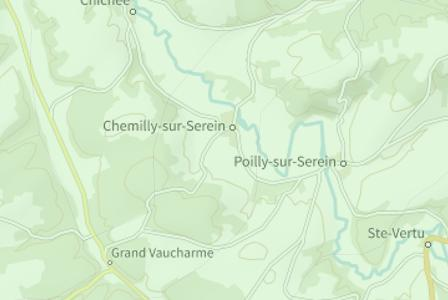 Chichée
Chemilly-sur-Serein
Poilly-sur-Serein
Ste-Vertu
Grand Vaucharme